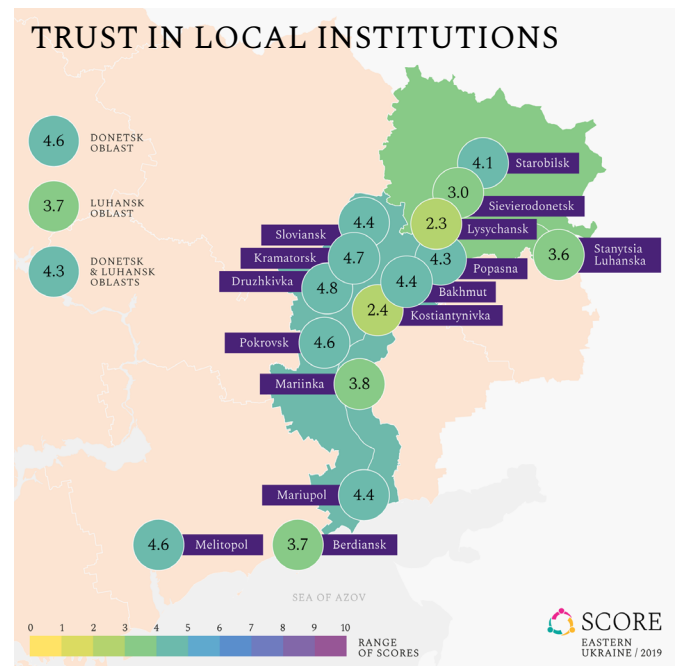 TRUST IN LOCAL INSTITUTIONS
4.6
DONETSK
OBLAST
3.7
LUHANSK
OBLAST
4.3
DONETSK
& LUHANSK
OBLASTS
4.1
Starobilsk
3.0
Sievierodonetsk
2.3
Lysychansk
3.6
Stanytsia
Luhanska
4.3
Popasna
Sloviansk
4.4
Kramatorsk
4.7
Druzhkivka
4.8
4.4
Bakhmut
2.4
Kostiantynivka
Pokrovsk
4.6
Mariinka
3.8
Mariupol
4.4
4.6
Melitopol
3.7
Berdiansk
SEA OF AZOV
0 1 2 3 4 5 6 7 8 9 10
RANGE
OF SCORES
SCORE
EASTERN
UKRAINE / 2019